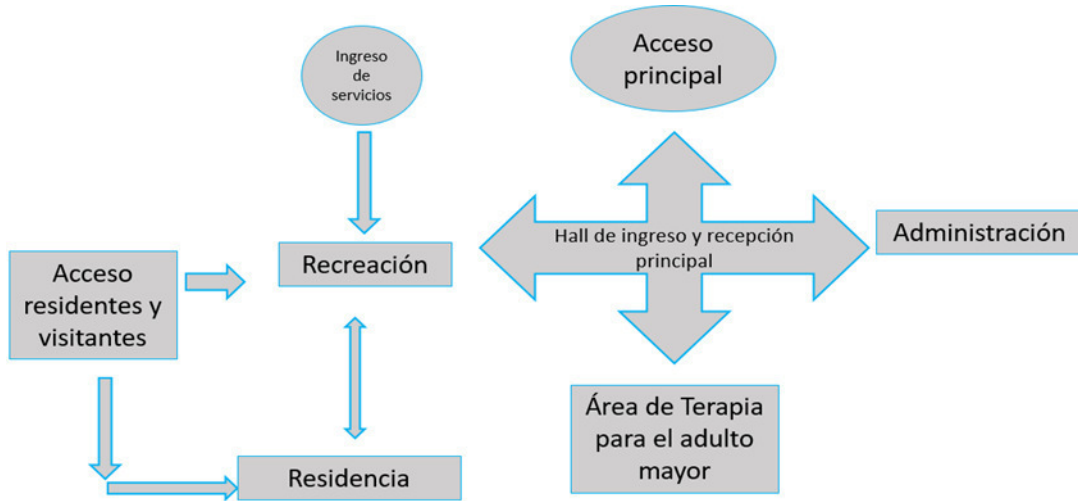 Ingreso
de
servicios
Acceso
principal
Hall de ingreso y recepción
principal
Administración
Recreación
Acceso
residentes y
visitantes
Área de Terapia
para el adulto
mayor
Residencia